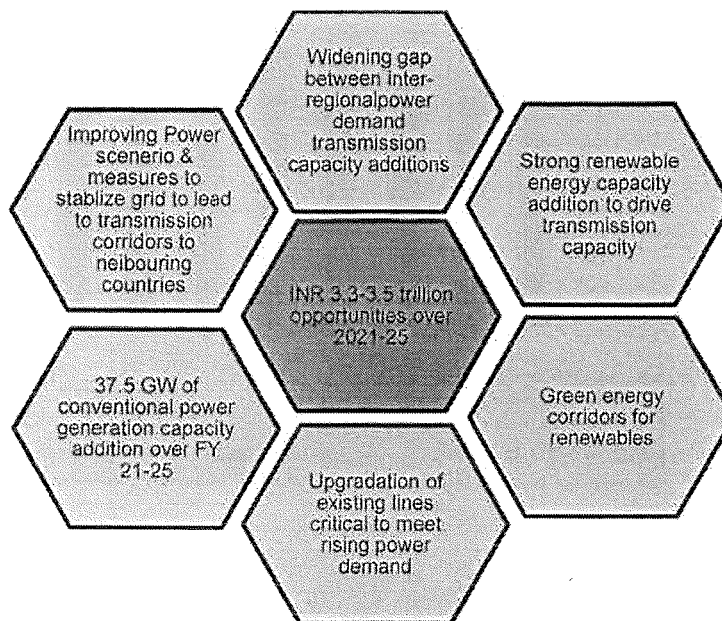 Widening gap
between inter-
regionalpower
demand
transmission
capacity additions
Improving Power
scenerio &
measures to
stablize grid to lead
to transmission
corridors to
neibouring
countries
Strong renewable
energy capacity
addition to drive
transmission
capacity
INR 3.3-3.5 trillion
opportunities over
2021-25
37.5 GW of
conventional power
generation capacity
addition over FY
21-25
Green energy
corridors for
renewables
Upgradation of
existing lines
critical to meet
rising power
demand